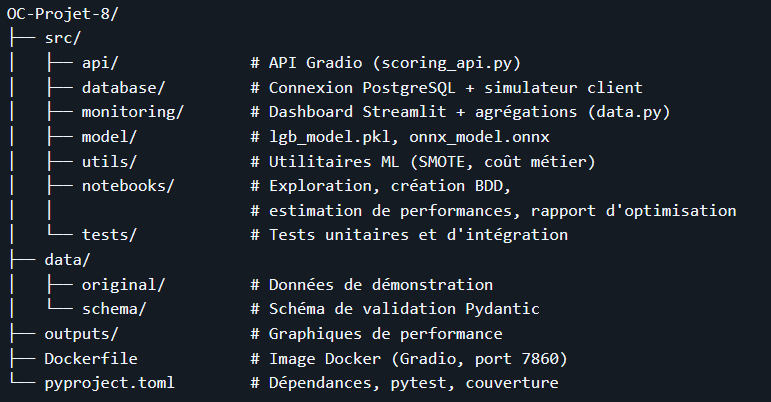 OC-Projet-8/
├── src/
│   ├── api/             # API Gradio (scoring_api.py)
│   ├── database/        # Connexion PostgreSQL + simulateur client
│   ├── monitoring/      # Dashboard Streamlit + agrégations (data.py)
│   ├── model/           # lgb_model.pkl, onnx_model.onnx
│   ├── utils/           # Utilitaires ML (SMOTE, coût métier)
│   ├── notebooks/       # Exploration, création BDD,
│   │                    # estimation de performances, rapport d'optimisation
│   └── tests/           # Tests unitaires et d'intégration
├── data/
│   ├── original/        # Données de démonstration
│   └── schema/          # Schéma de validation Pydantic
├── outputs/             # Graphiques de performance
├── Dockerfile           # Image Docker (Gradio, port 7860)
└── pyproject.toml       # Dépendances, pytest, couverture